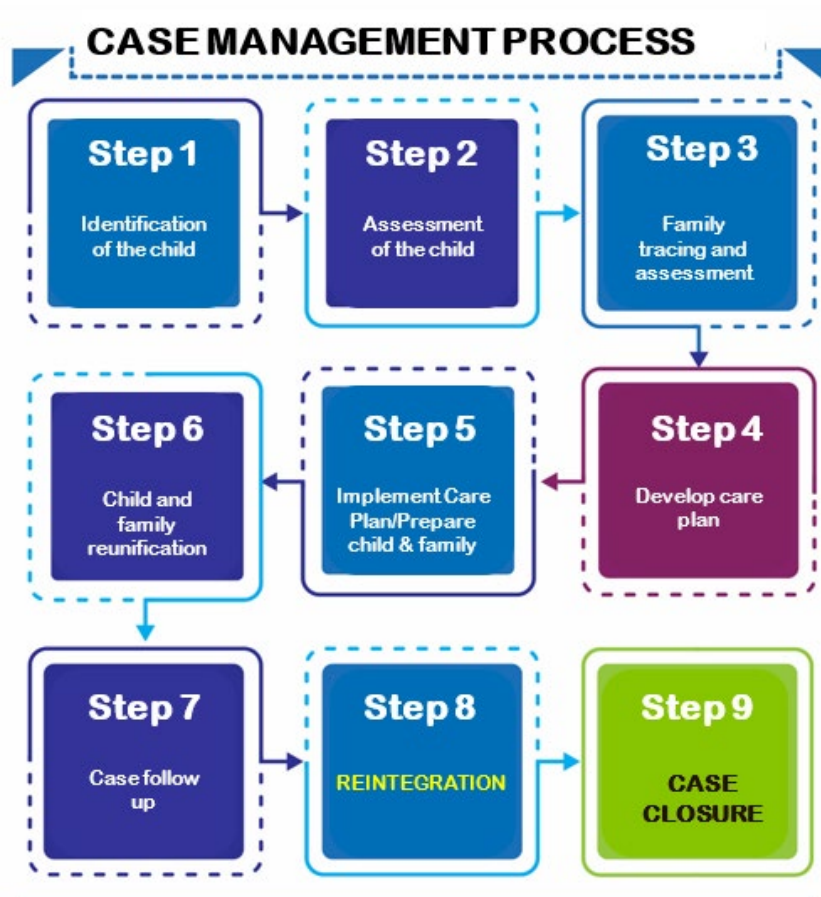 CASE MANAGEMENT PROCESS
Step 1
Identification
of the child
Step 2
Assessment
of the child
Step 3
Family
tracing and
assessment
Step 4
Develop care
plan
Step 5
Implement Care
Plan/Prepare
child & family
Step 6
Child and
family
reunification
Step 7
Case follow
up
Step 8
REINTEGRATION
Step 9
CASE
CLOSURE